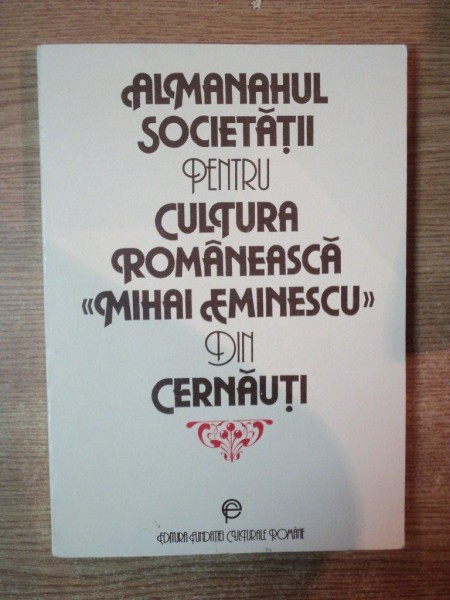 ALMANAHUL
SOCIETĂȚII
PENTRU
CULTURA
ROMÂNEASCĂ
«MIHAI EMINESCU»
DIN
CERNĂUȚI
EDITURA FUNDAȚIEI CULTURALE ROMÂNE